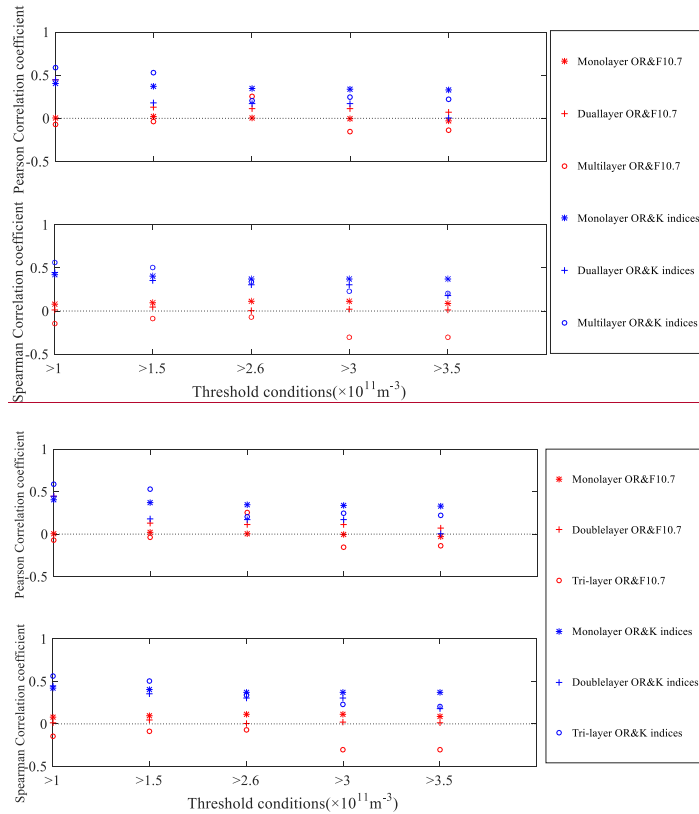 Pearson Correlation coefficient
1
0.5
0
-0.5
Spearman Correlation coefficient
1
0.5
0
-0.5
>1
>1.5
>2.6
>3
>3.5
Threshold conditions(×10^11 m^-3)
Monolayer OR&F10.7
Duallayer OR&F10.7
Multilayer OR&F10.7
Monolayer OR&K indices
Duallayer OR&K indices
Multilayer OR&K indices
Pearson Correlation coefficient
1
0.5
0
-0.5
Spearman Correlation coefficient
1
0.5
0
-0.5
>1
>1.5
>2.6
>3
>3.5
Threshold conditions(×10^11 m^-3)
Monolayer OR&F10.7
Doublelayer OR&F10.7
Tri-layer OR&F10.7
Monolayer OR&K indices
Doublelayer OR&K indices
Tri-layer OR&K indices